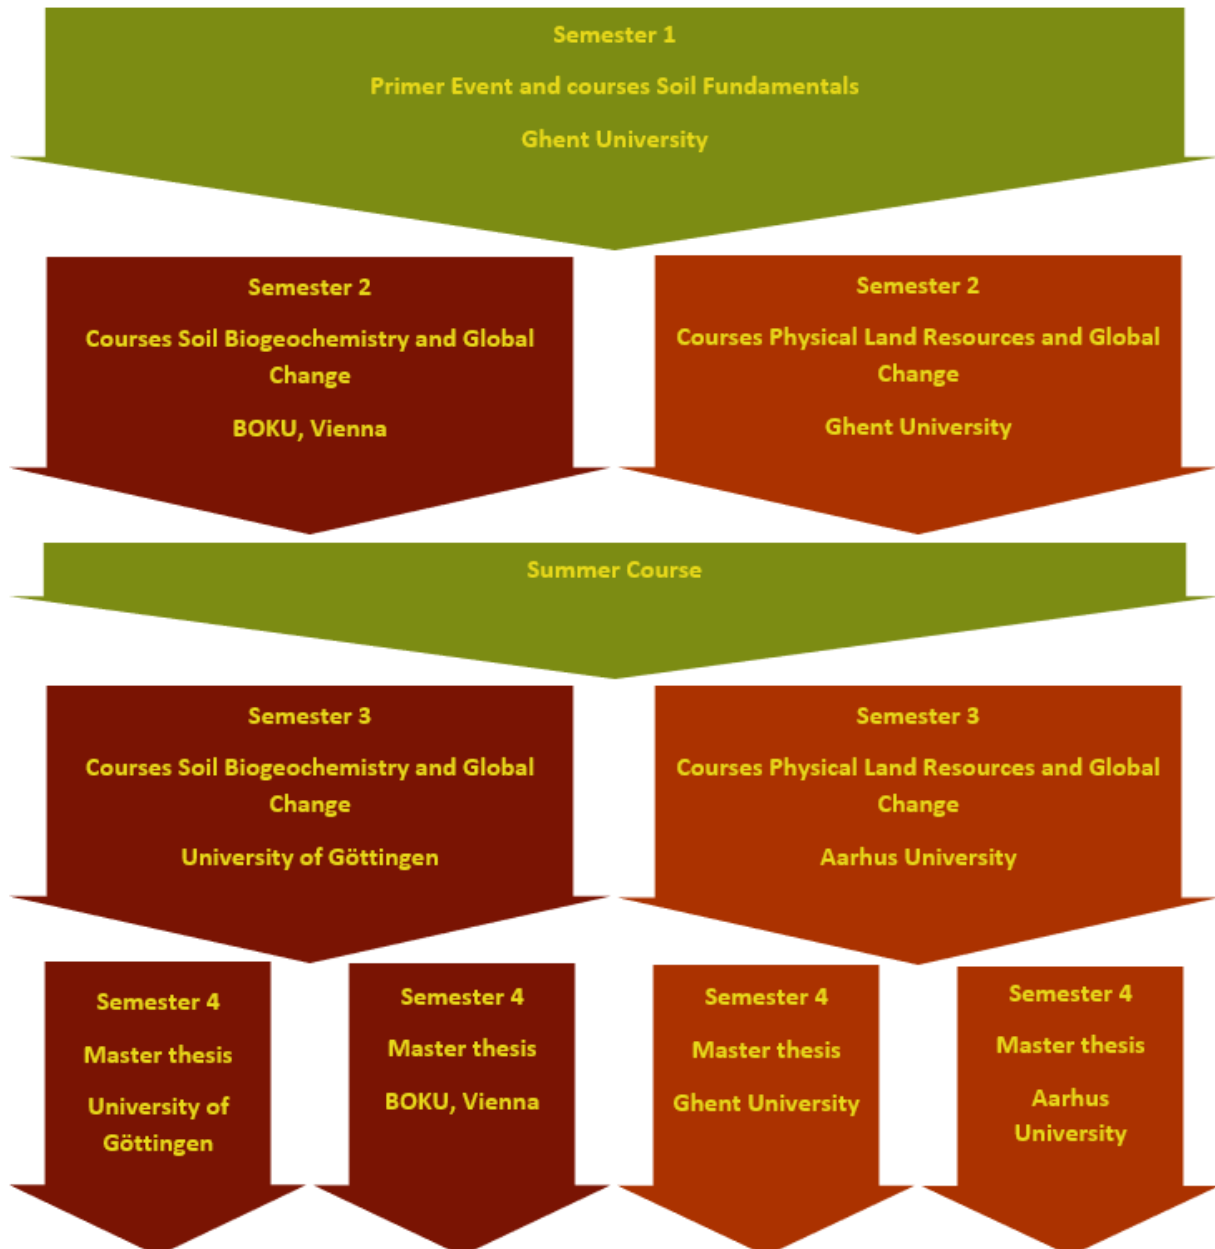 Semester 1
Primer Event and courses Soil Fundamentals
Ghent University
Semester 2
Courses Soil Biogeochemistry and Global
Change
BOKU, Vienna
Semester 2
Courses Physical Land Resources and Global
Change
Ghent University
Summer Course
Semester 3
Courses Soil Biogeochemistry and Global
Change
University of Göttingen
Semester 3
Courses Physical Land Resources and Global
Change
Aarhus University
Semester 4
Master thesis
University of
Göttingen
Semester 4
Master thesis
BOKU, Vienna
Semester 4
Master thesis
Ghent University
Semester 4
Master thesis
Aarhus
University